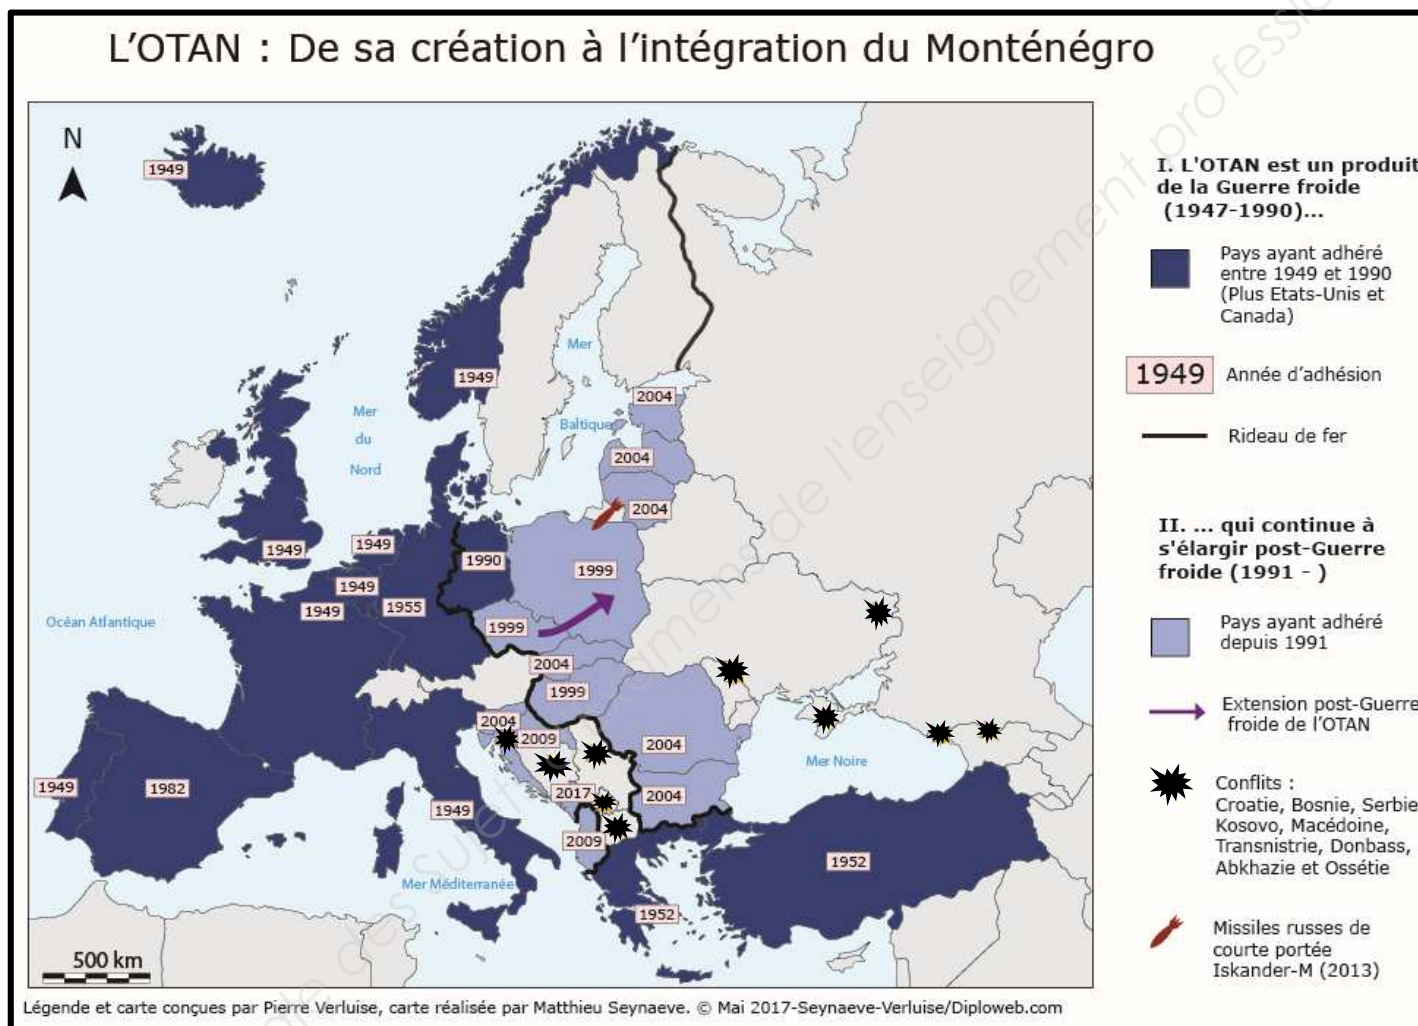 L’OTAN : De sa création à l’intégration du Monténégro
N
1949
1949
Mer
Baltique
2004
2004
2004
Mer
du
Nord
1949
1949
1949
1949
1955
1990
1999
1999
2004
1999
Océan Atlantique
2004
2009
2004
2004
2017
2009
Mer Noire
1949
1982
1949
1952
1952
Mer Méditerranée
500 km
I. L'OTAN est un produit
de la Guerre froide
(1947-1990)...
Pays ayant adhéré
entre 1949 et 1990
(Plus Etats-Unis et
Canada)
1949
Année d’adhésion
Rideau de fer
II. ... qui continue à
s'élargir post-Guerre
froide (1991 - )
Pays ayant adhéré
depuis 1991
Extension post-Guerre
froide de l’OTAN
Conflits :
Croatie, Bosnie, Serbie
Kosovo, Macédoine,
Transnistrie, Donbass,
Abkhazie et Ossétie
Missiles russes de
courte portée
Iskander-M (2013)
Légende et carte conçues par Pierre Verluise, carte réalisée par Matthieu Seynaeve. © Mai 2017-Seynaeve-Verluise/Diploweb.com
de l'enseignement